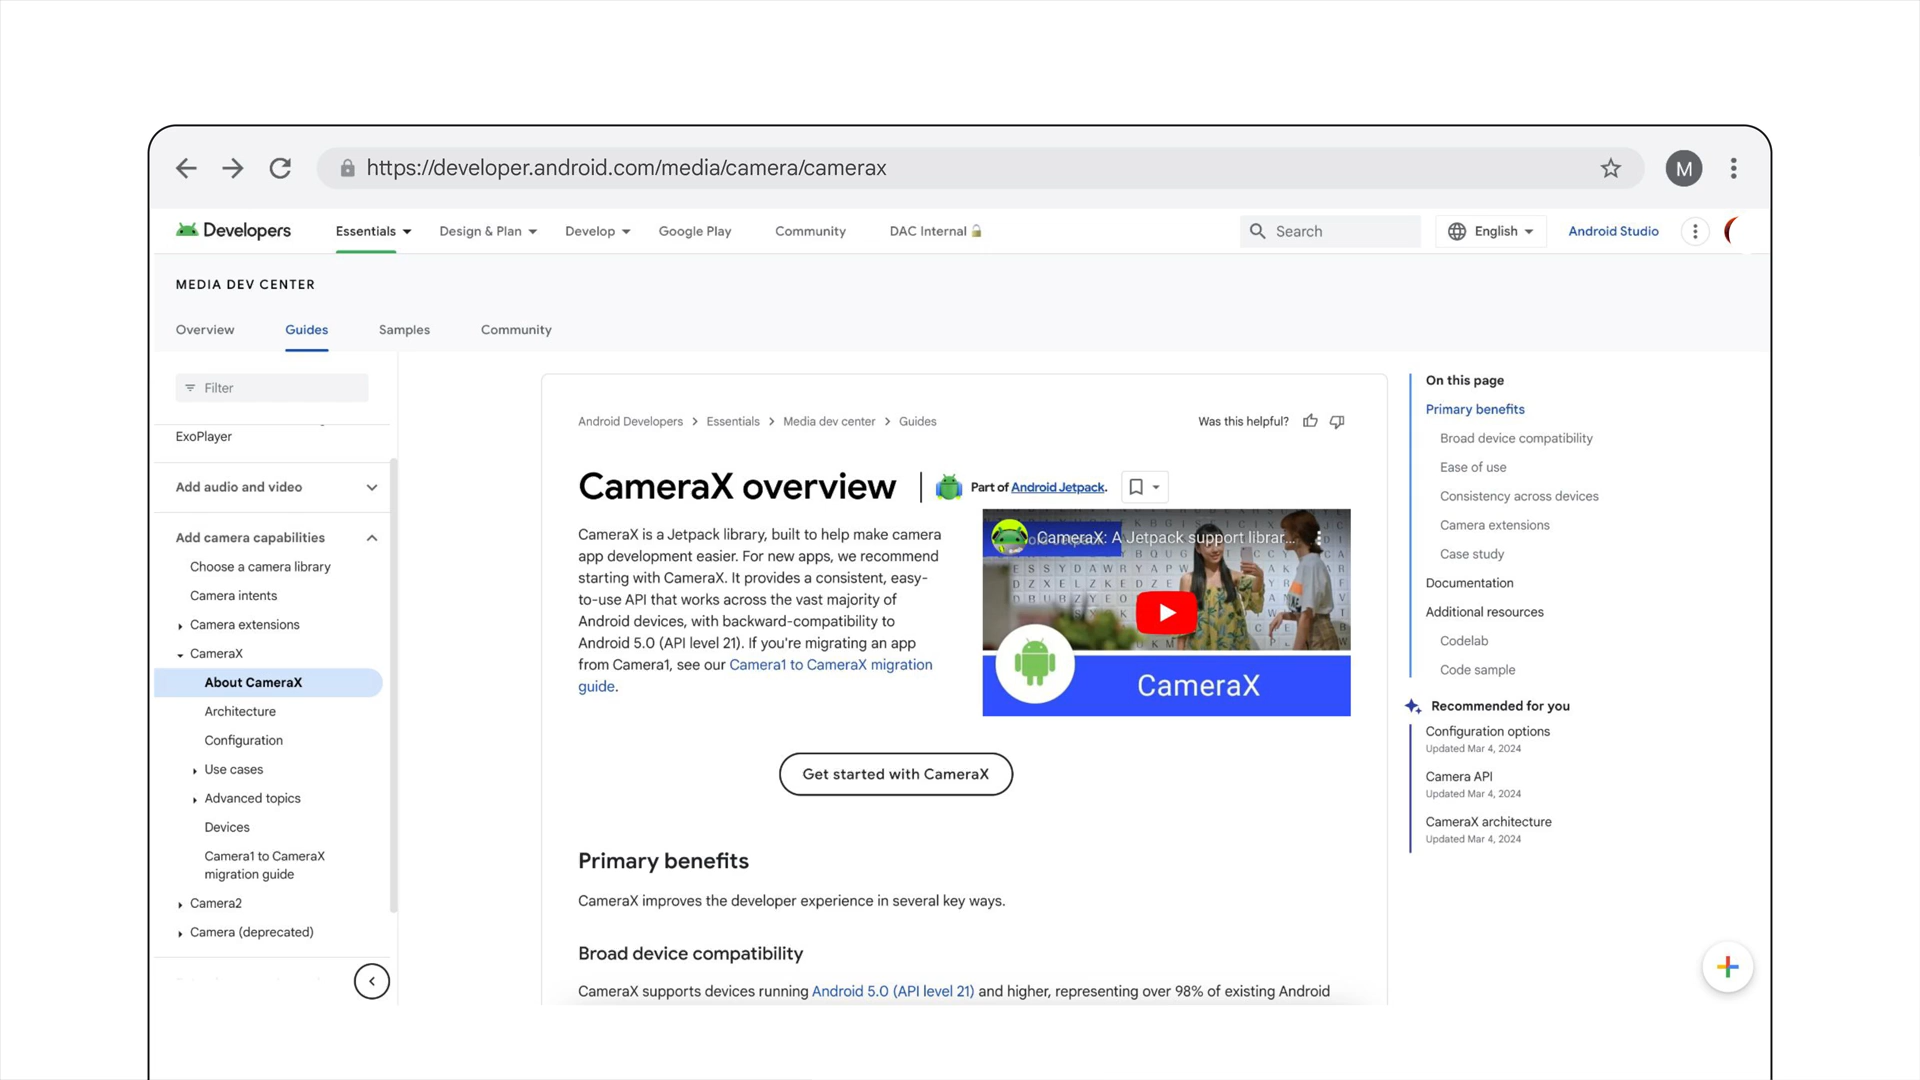 https://developer.android.com/media/camera/camerax
M
Developers
Essentials
Design & Plan
Develop
Google Play
Community
DAC Internal
Search
English
Android Studio
MEDIA DEV CENTER
Overview
Guides
Samples
Community
Filter
ExoPlayer
Add audio and video
Add camera capabilities
Choose a camera library
Camera intents
Camera extensions
CameraX
About CameraX
Architecture
Configuration
Use cases
Advanced topics
Devices
Camera1 to CameraX
migration guide
Camera2
Camera (deprecated)
Android Developers > Essentials > Media dev center > Guides
Was this helpful?
CameraX overview
Part of Android Jetpack.
CameraX is a Jetpack library, built to help make camera
app development easier. For new apps, we recommend
starting with CameraX. It provides a consistent, easy-
to-use API that works across the vast majority of
Android devices, with backward-compatibility to
Android 5.0 (API level 21). If you're migrating an app
from Camera1, see our Camera1 to CameraX migration
guide.
CameraX: A Jetpack support librar...
CameraX
Get started with CameraX
Primary benefits
CameraX improves the developer experience in several key ways.
Broad device compatibility
CameraX supports devices running Android 5.0 (API level 21) and higher, representing over 98% of existing Android
On this page
Primary benefits
Broad device compatibility
Ease of use
Consistency across devices
Camera extensions
Case study
Documentation
Additional resources
Codelab
Code sample
Recommended for you
Configuration options
Updated Mar 4, 2024
Camera API
Updated Mar 4, 2024
CameraX architecture
Updated Mar 4, 2024